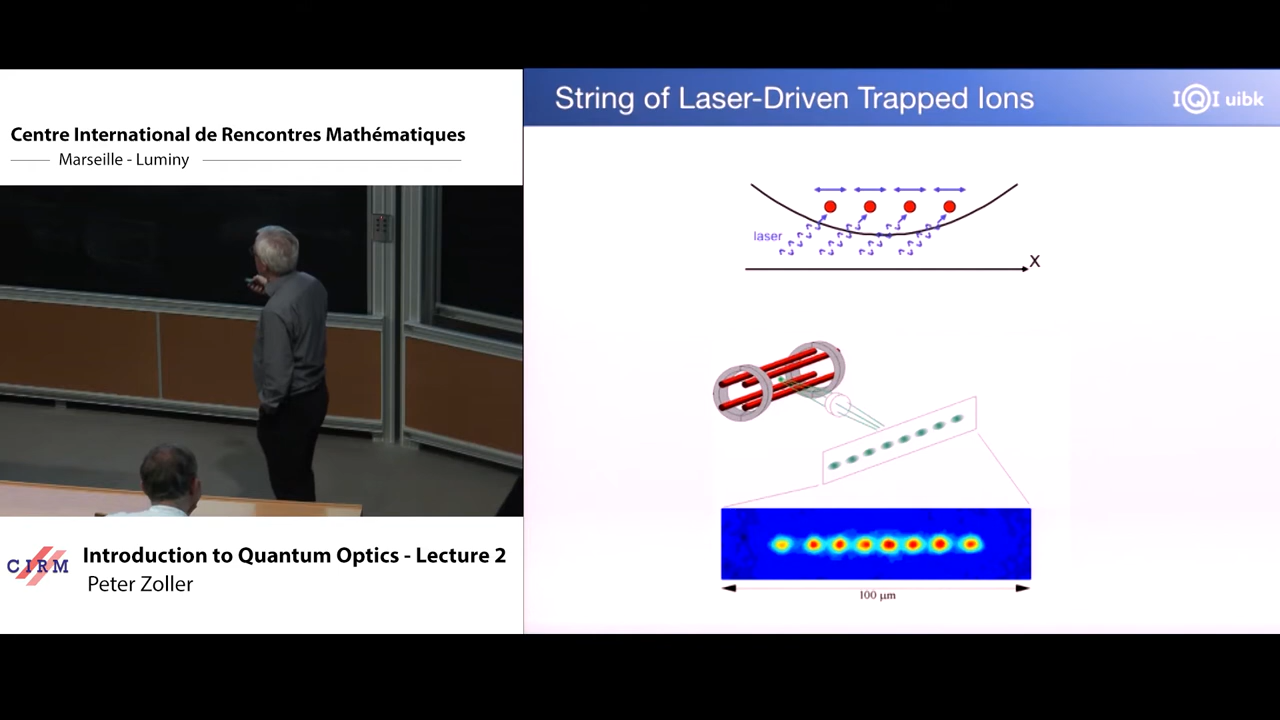 Centre International de Rencontres Mathématiques
Marseille - Luminy
CIRM
Introduction to Quantum Optics - Lecture 2
Peter Zoller
String of Laser-Driven Trapped Ions
IQI uibk
laser
X
100 µm